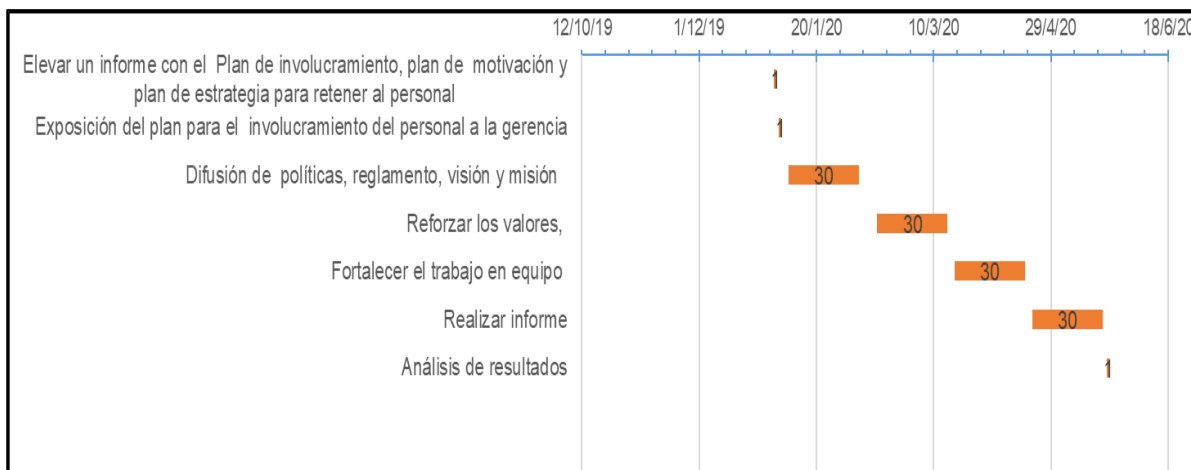 12/10/19 1/12/19 20/1/20 10/3/20 29/4/20 18/6/20
Elevar un informe con el Plan de involucramiento, plan de motivación y
plan de estrategia para retener al personal
1
Exposición del plan para el involucramiento del personal a la gerencia
1
Difusión de políticas, reglamento, visión y misión
30
Reforzar los valores,
30
Fortalecer el trabajo en equipo
30
Realizar informe
30
Análisis de resultados
1